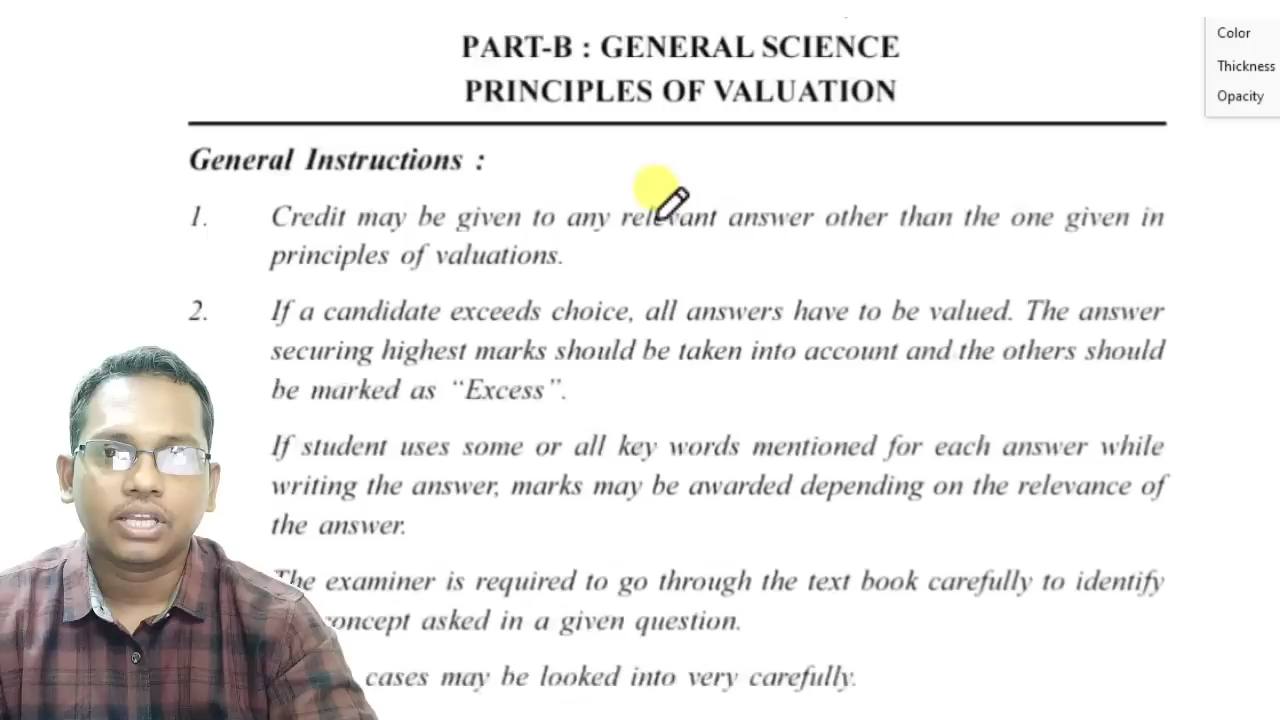 PART-B : GENERAL SCIENCE
PRINCIPLES OF VALUATION
Color
Thickness
Opacity
General Instructions :
1. Credit may be given to any relevant answer other than the one given in
principles of valuations.
2. If a candidate exceeds choice, all answers have to be valued. The answer
securing highest marks should be taken into account and the others should
be marked as “Excess”.
If student uses some or all key words mentioned for each answer while
writing the answer, marks may be awarded depending on the relevance of
the answer.
The examiner is required to go through the text book carefully to identify
concept asked in a given question.
cases may be looked into very carefully.